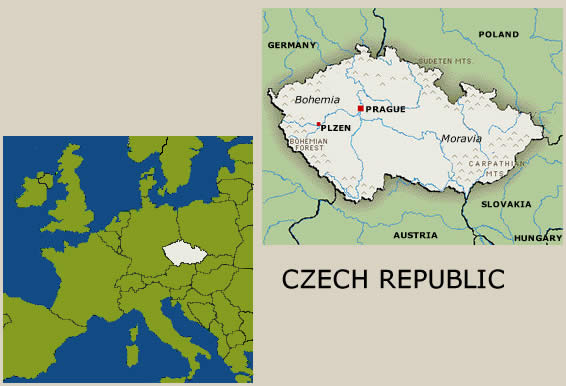 POLAND
GERMANY
SUDETEN MTS.
Bohemia
PRAGUE
PLZEN
Moravia
BOHEMIAN
FOREST
CARPATHIAN
MTS.
SLOVAKIA
AUSTRIA
HUNGARY
CZECH REPUBLIC